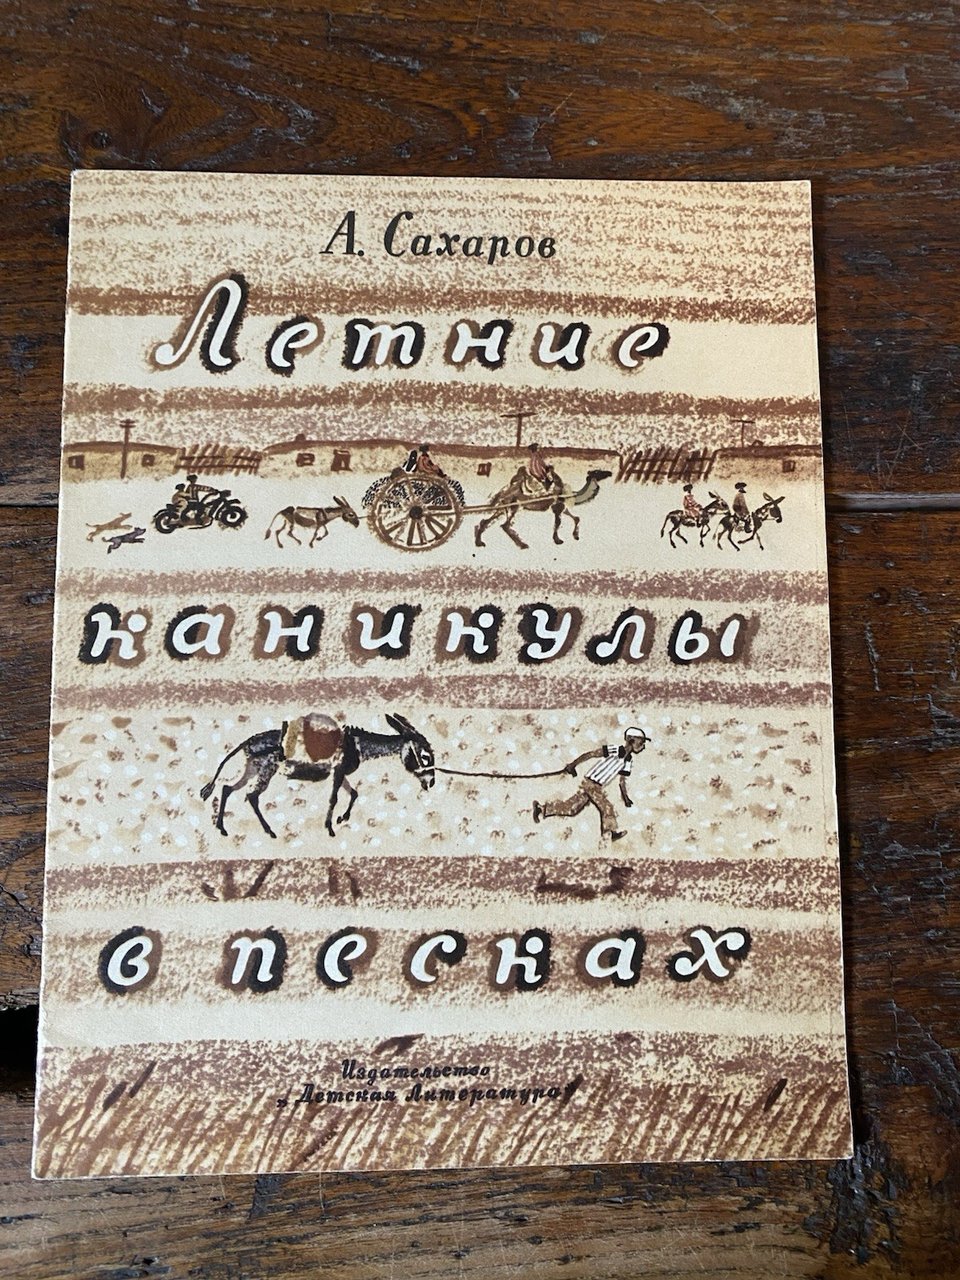 А. Сахаров
Летние
каникулы
в песках
Издательство
„Детская Литература"